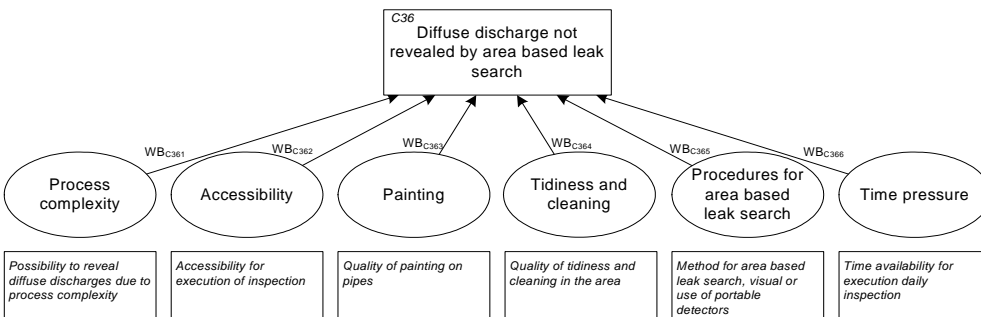 C36
Diffuse discharge not
revealed by area based leak
search
WBC361
WBC362
WBC363
WBC364
WBC365
WBC366
Process
complexity
Accessibility
Painting
Tidiness and
cleaning
Procedures for
area based
leak search
Time pressure
Possibility to reveal
diffuse discharges due to
process complexity
Accessibility for
execution of inspection
Quality of painting on
pipes
Quality of tidiness and
cleaning in the area
Method for area based
leak search, visual or
use of portable
detectors
Time availability for
execution daily
inspection